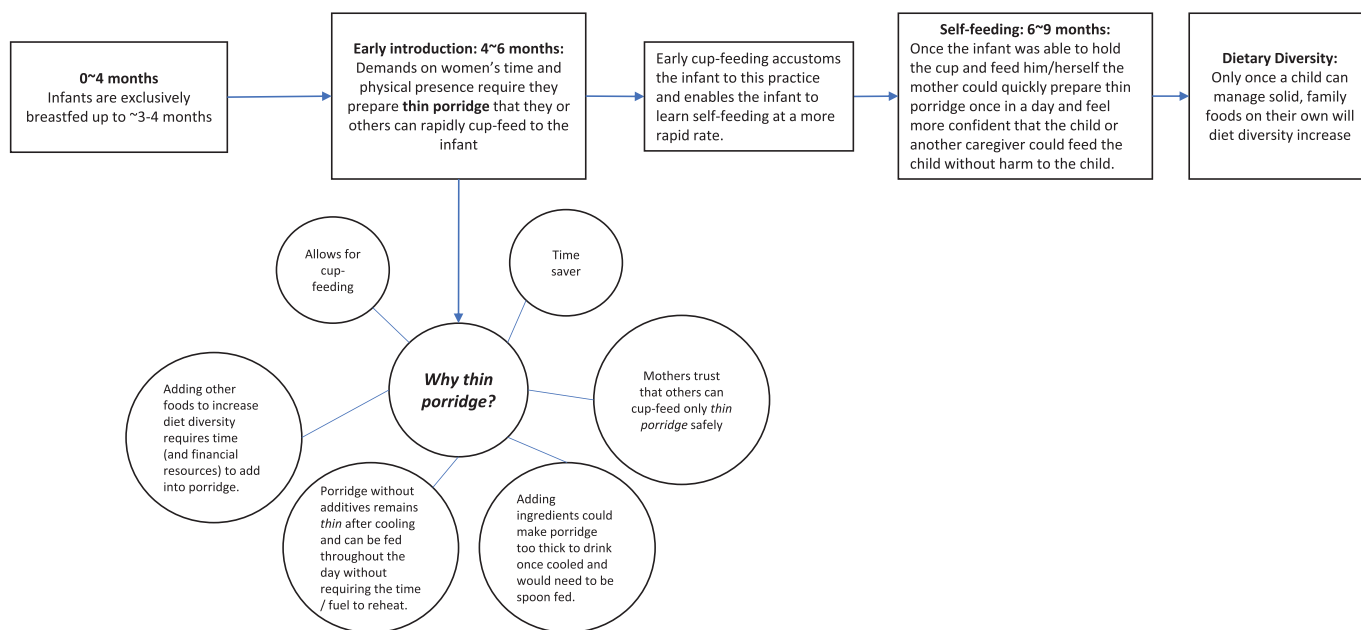 0~4 months
Infants are exclusively
breastfed up to ~3-4 months
Early introduction: 4~6 months:
Demands on women's time and
physical presence require they
prepare thin porridge that they or
others can rapidly cup-feed to the
infant
Early cup-feeding accustoms
the infant to this practice
and enables the infant to
learn self-feeding at a more
rapid rate.
Self-feeding: 6~9 months:
Once the infant was able to hold
the cup and feed him/herself the
mother could quickly prepare thin
porridge once in a day and feel
more confident that the child or
another caregiver could feed the
child without harm to the child.
Dietary Diversity:
Only once a child can
manage solid, family
foods on their own will
diet diversity increase
Allows for
cup-
feeding
Time
saver
Why thin
porridge?
Mothers trust
that others can
cup-feed only thin
porridge safely
Adding other
foods to increase
diet diversity
requires time
(and financial
resources) to add
into porridge.
Porridge without
additives remains
thin after cooling
and can be fed
throughout the
day without
requiring the time
/ fuel to reheat.
Adding
ingredients could
make porridge
too thick to drink
once cooled and
would need to be
spoon fed.